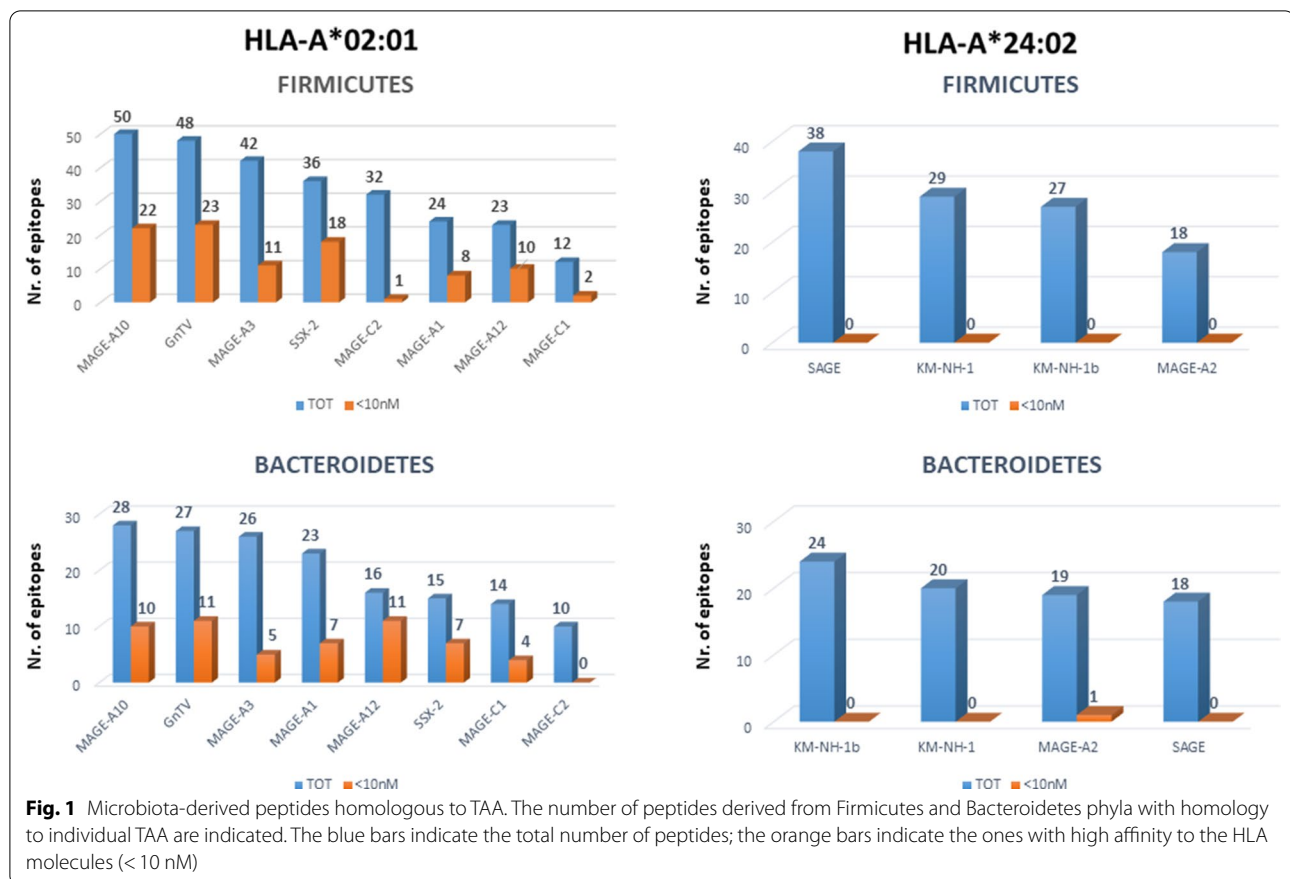 HLA-A*02:01
FIRMICUTES
Nr. of epitopes
50
40
30
20
10
0
50 48 42 36 32 24 23 12
22 23 11 18 1 8 10 2
MAGE-A10 GnTV MAGE-A3 SSX-2 MAGE-C2 MAGE-A1 MAGE-A12 MAGE-C1
TOT <10nM
HLA-A*24:02
FIRMICUTES
Nr. of epitopes
40
30
20
10
0
38 29 27 18
0 0 0 0
SAGE KM-NH-1 KM-NH-1b MAGE-A2
TOT <10nM
BACTEROIDETES
Nr. of epitopes
30
20
10
0
28 27 26 23 16 15 14 10
10 11 5 7 11 7 4 0
MAGE-A10 GnTV MAGE-A3 MAGE-A1 MAGE-A12 SSX-2 MAGE-C1 MAGE-C2
TOT <10nM
BACTEROIDETES
Nr. of epitopes
30
20
10
0
24 20 19 18
0 0 1 0
KM-NH-1b KM-NH-1 MAGE-A2 SAGE
TOT <10nM
Fig. 1 Microbiota-derived peptides homologous to TAA. The number of peptides derived from Firmicutes and Bacteroidetes phyla with homology
to individual TAA are indicated. The blue bars indicate the total number of peptides; the orange bars indicate the ones with high affinity to the HLA
molecules (< 10 nM)